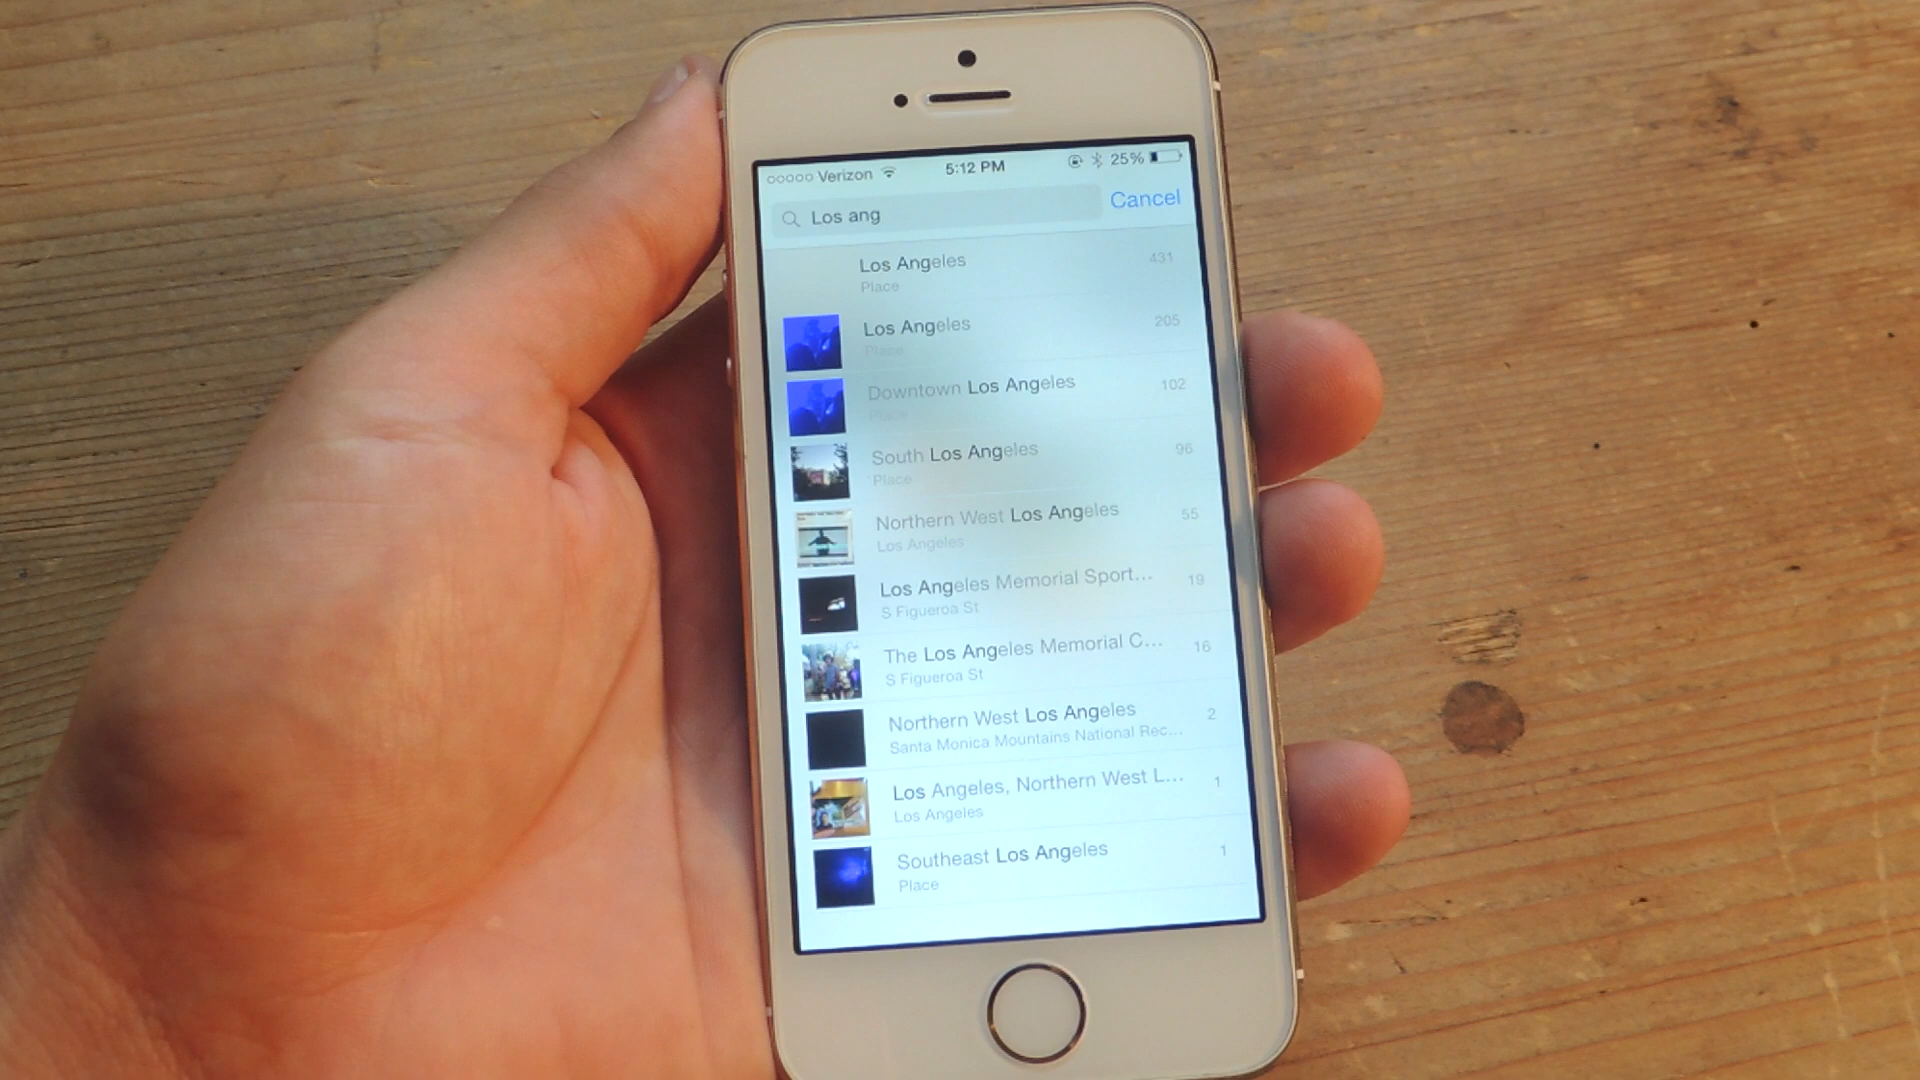 Verizon 5:12 PM 25%
Los ang Cancel
Los Angeles 431
Place
Los Angeles 205
Place
Downtown Los Angeles 102
Place
South Los Angeles 96
Place
Northern West Los Angeles 55
Los Angeles
Los Angeles Memorial Sport... 19
S Figueroa St
The Los Angeles Memorial C... 16
S Figueroa St
Northern West Los Angeles 2
Santa Monica Mountains National Rec...
Los Angeles, Northern West L... 1
Los Angeles
Southeast Los Angeles 1
Place